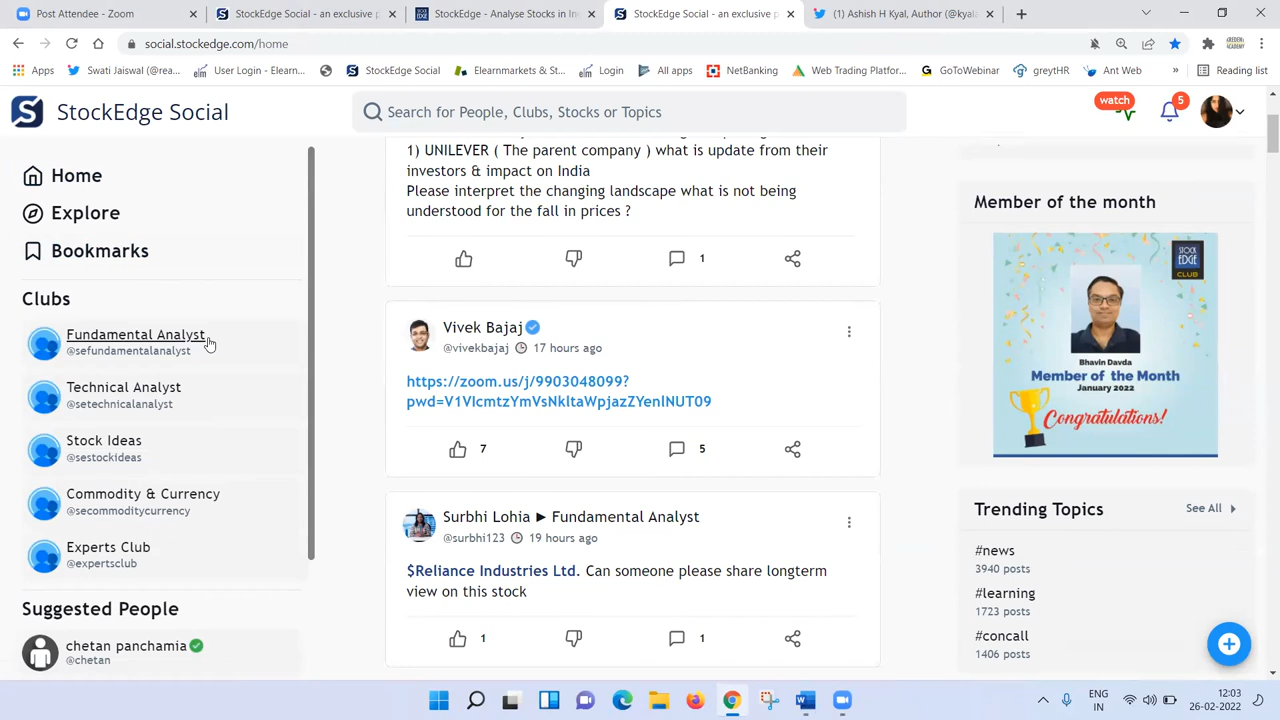 Post Attendee - Zoom
StockEdge Social - an exclusive p
StockEdge - Analyse Stocks in In
StockEdge Social - an exclusive p
(1) Ashish H Kyal, Author (@kyal
social.stockedge.com/home
Apps
Swati Jaiswal (@rea...
User Login - Elearn...
StockEdge Social
Elearnmarkets & St...
Login
All apps
NetBanking
Web Trading Platfor...
GoToWebinar
greytHR
Ant Web
»
Reading list
StockEdge Social
Search for People, Clubs, Stocks or Topics
watch
5
Home
Explore
Bookmarks
Clubs
Fundamental Analyst
@sefundamentalanalyst
Technical Analyst
@setechnicalanalyst
Stock Ideas
@sestockideas
Commodity & Currency
@secommoditycurrency
Experts Club
@expertsclub
Suggested People
chetan panchamia
@chetan
1) UNILEVER ( The parent company ) what is update from their
investors & impact on India
Please interpret the changing landscape what is not being
understood for the fall in prices ?
1
Vivek Bajaj
@vivekbajaj 17 hours ago
https://zoom.us/j/9903048099?
7
5
Surbhi Lohia ► Fundamental Analyst
@surbhi123 19 hours ago
$Reliance Industries Ltd. Can someone please share longterm
view on this stock
1
1
Member of the month
STOCK
EDGE
CLUB
Bhavin Davda
Member of the Month
January 2022
Congratulations!
Trending Topics
See All
#news
3940 posts
#learning
1723 posts
#concall
1406 posts
ENG
IN
12:03
26-02-2022